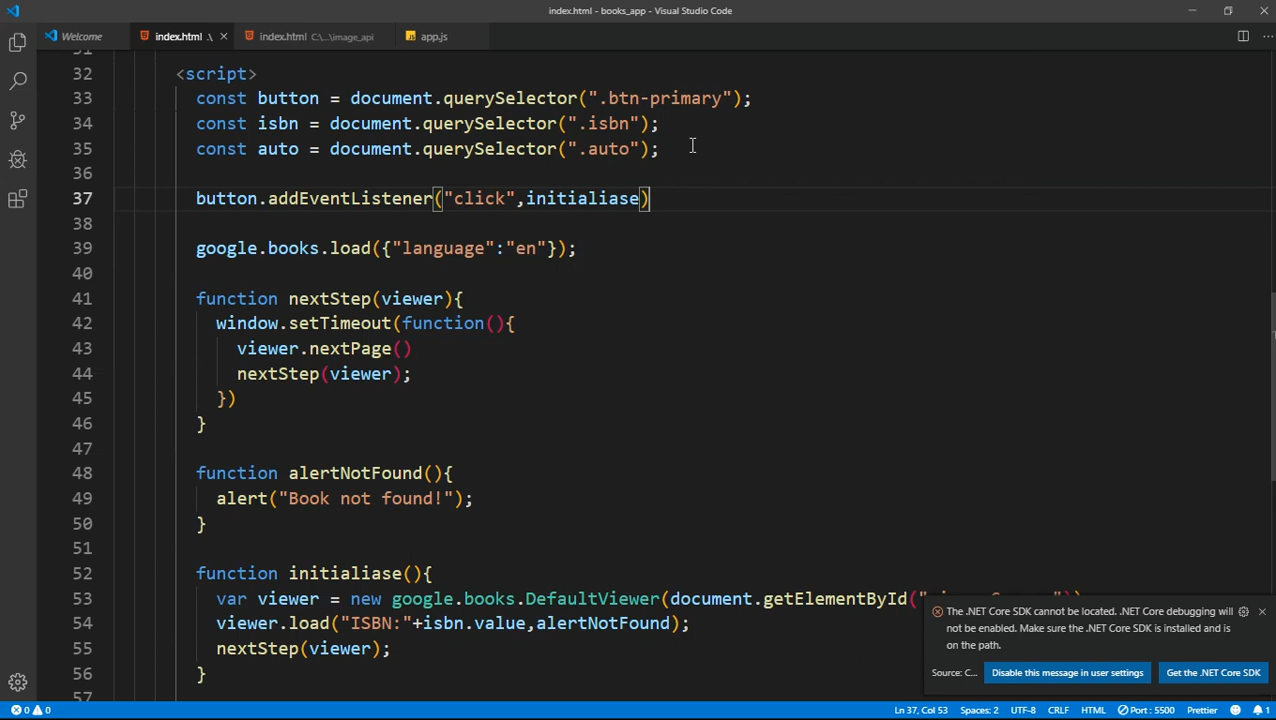 index.html - books_app - Visual Studio Code
Welcome
index.html .\
index.html C:\...\image_api
app.js
32 <script>
33 const button = document.querySelector(".btn-primary");
34 const isbn = document.querySelector(".isbn");
35 const auto = document.querySelector(".auto");
36
37 button.addEventListener("click",initialiase)
38
39 google.books.load({"language":"en"});
40
41 function nextStep(viewer){
42 window.setTimeout(function(){
43 viewer.nextPage()
44 nextStep(viewer);
45 })
46 }
47
48 function alertNotFound(){
49 alert("Book not found!");
50 }
51
52 function initialiase(){
53 var viewer = new google.books.DefaultViewer(document.getElementById("
54 viewer.load("ISBN:"+isbn.value,alertNotFound);
55 nextStep(viewer);
56 }
57
The .NET Core SDK cannot be located. .NET Core debugging will
not be enabled. Make sure the .NET Core SDK is installed and is
on the path.
Source: C...
Disable this message in user settings
Get the .NET Core SDK
0 0
Ln 37, Col 53
Spaces: 2
UTF-8
CRLF
HTML
Port : 5500
Prettier
1